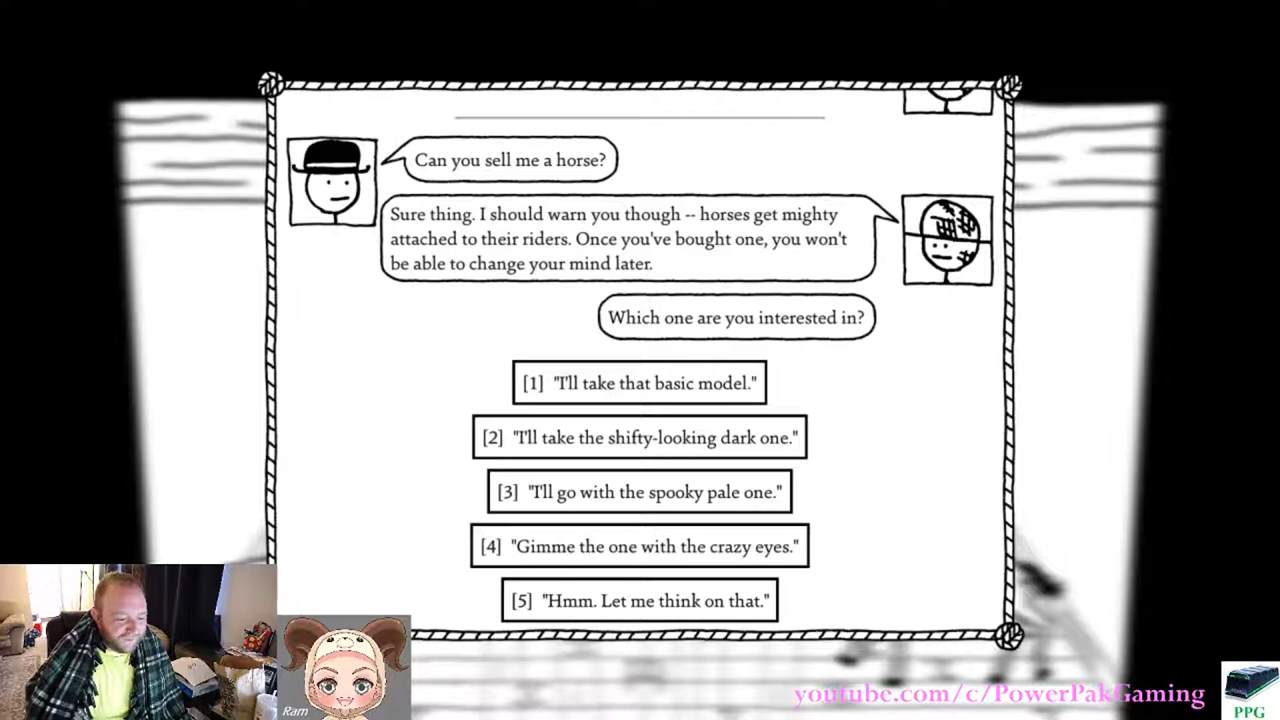 Can you sell me a horse?
Sure thing. I should warn you though -- horses get mighty
attached to their riders. Once you've bought one, you won't
be able to change your mind later.
Which one are you interested in?
[1] "I'll take that basic model."
[2] "I'll take the shifty-looking dark one."
[3] "I'll go with the spooky pale one."
[4] "Gimme the one with the crazy eyes."
[5] "Hmm. Let me think on that."
Ram
youtube.com/c/PowerPakGaming
PPG